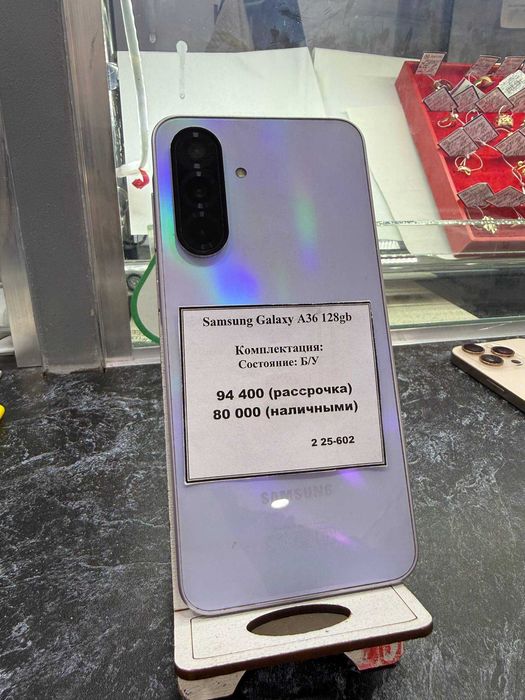 Samsung Galaxy A36 128gb
Комплектация:
Состояние: Б/У
94 400 (рассрочка)
80 000 (наличными)
2 25-602
SAMSUNG